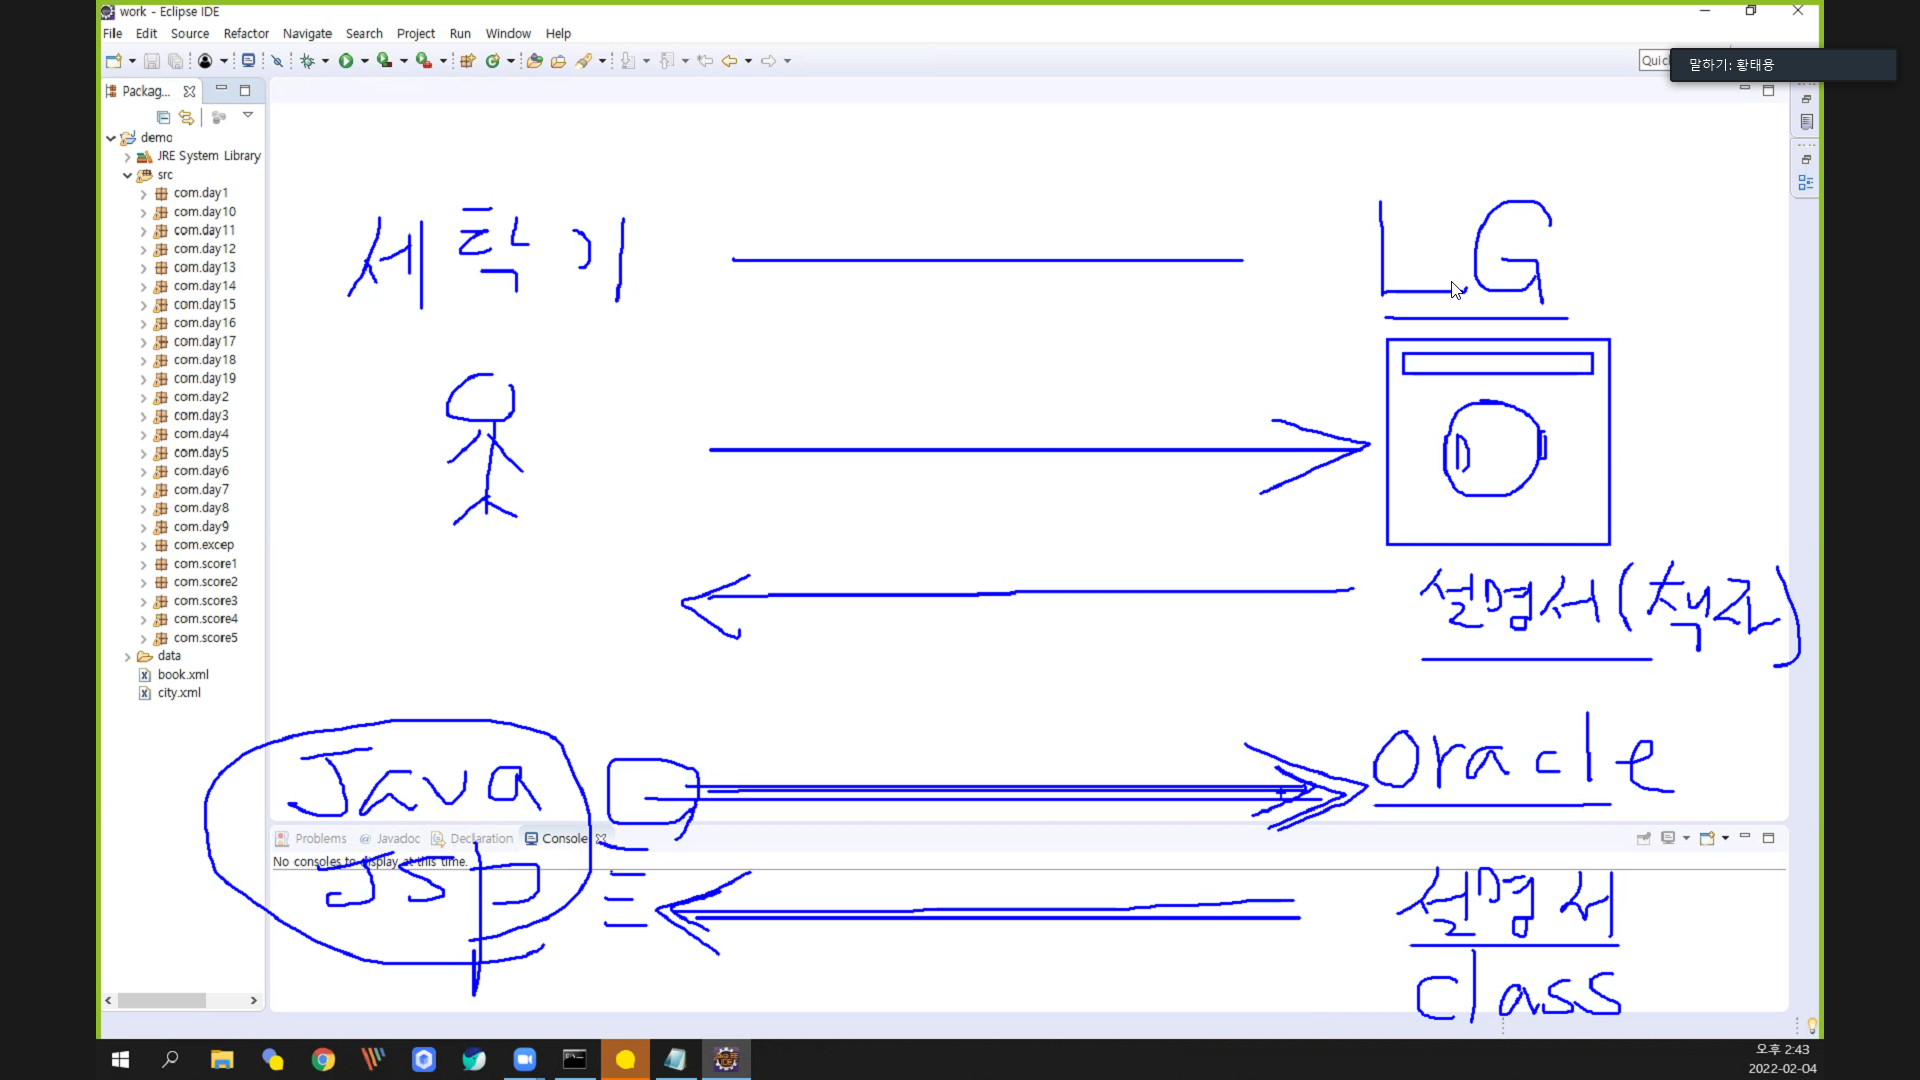 work - Eclipse IDE
File Edit Source Refactor Navigate Search Project Run Window Help
말하기: 황태용
Packag...
demo
JRE System Library
src
com.day1
com.day10
com.day11
com.day12
com.day13
com.day14
com.day15
com.day16
com.day17
com.day18
com.day19
com.day2
com.day3
com.day4
com.day5
com.day6
com.day7
com.day8
com.day9
com.excep
com.score1
com.score2
com.score3
com.score4
com.score5
data
book.xml
city.xml
세탁기 LG
설명서(책자)
Java Oracle
Problems Javadoc Declaration Console
No consoles to display at this time.
JSP 설명서
class
오후 2:43
2022-02-04